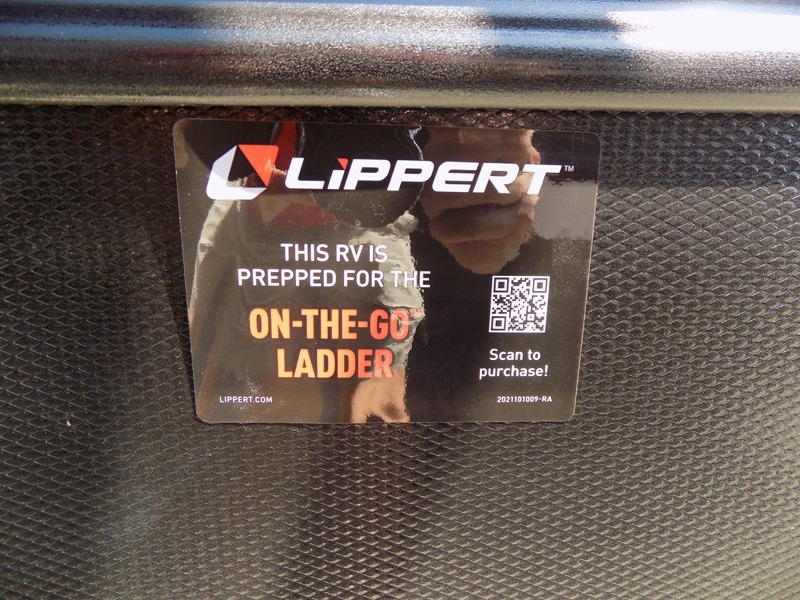 LIPPERT™
THIS RV IS
PREPPED FOR THE
ON-THE-GO™
LADDER
Scan to
purchase!
LIPPERT.COM
2021101009-RA